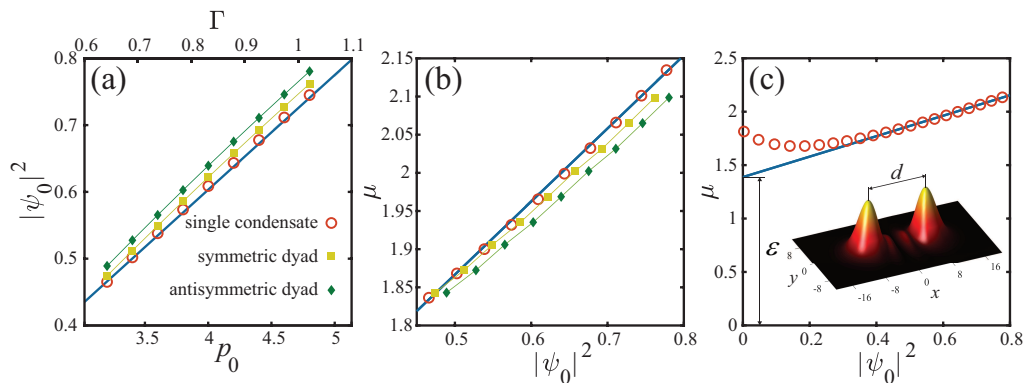 Γ
0.6 0.7 0.8 0.9 1 1.1
(a)
|ψ₀|²
0.8
0.7
0.6
0.5
0.4
3.5 4 4.5 5
p₀
single condensate
symmetric dyad
antisymmetric dyad
(b)
μ
2.15
2.1
2.05
2
1.95
1.9
1.85
1.8
0.5 0.6 0.7 0.8
|ψ₀|²
(c)
μ
2.5
2
1.5
1
0.5
0
0 0.2 0.4 0.6 0.8
|ψ₀|²
ε
d
8
0
-8
y
-16 -8 0 8 16
x